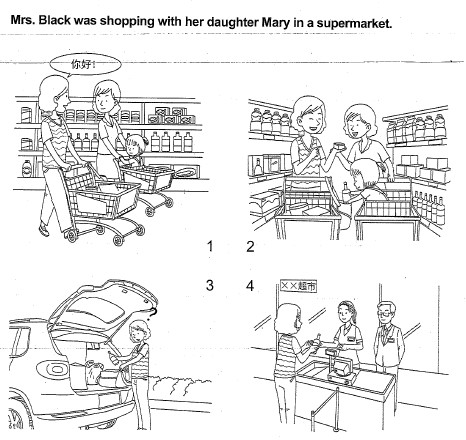 Mrs. Black was shopping with her daughter Mary in a supermarket.
你好!
1
2
3
4
××超市